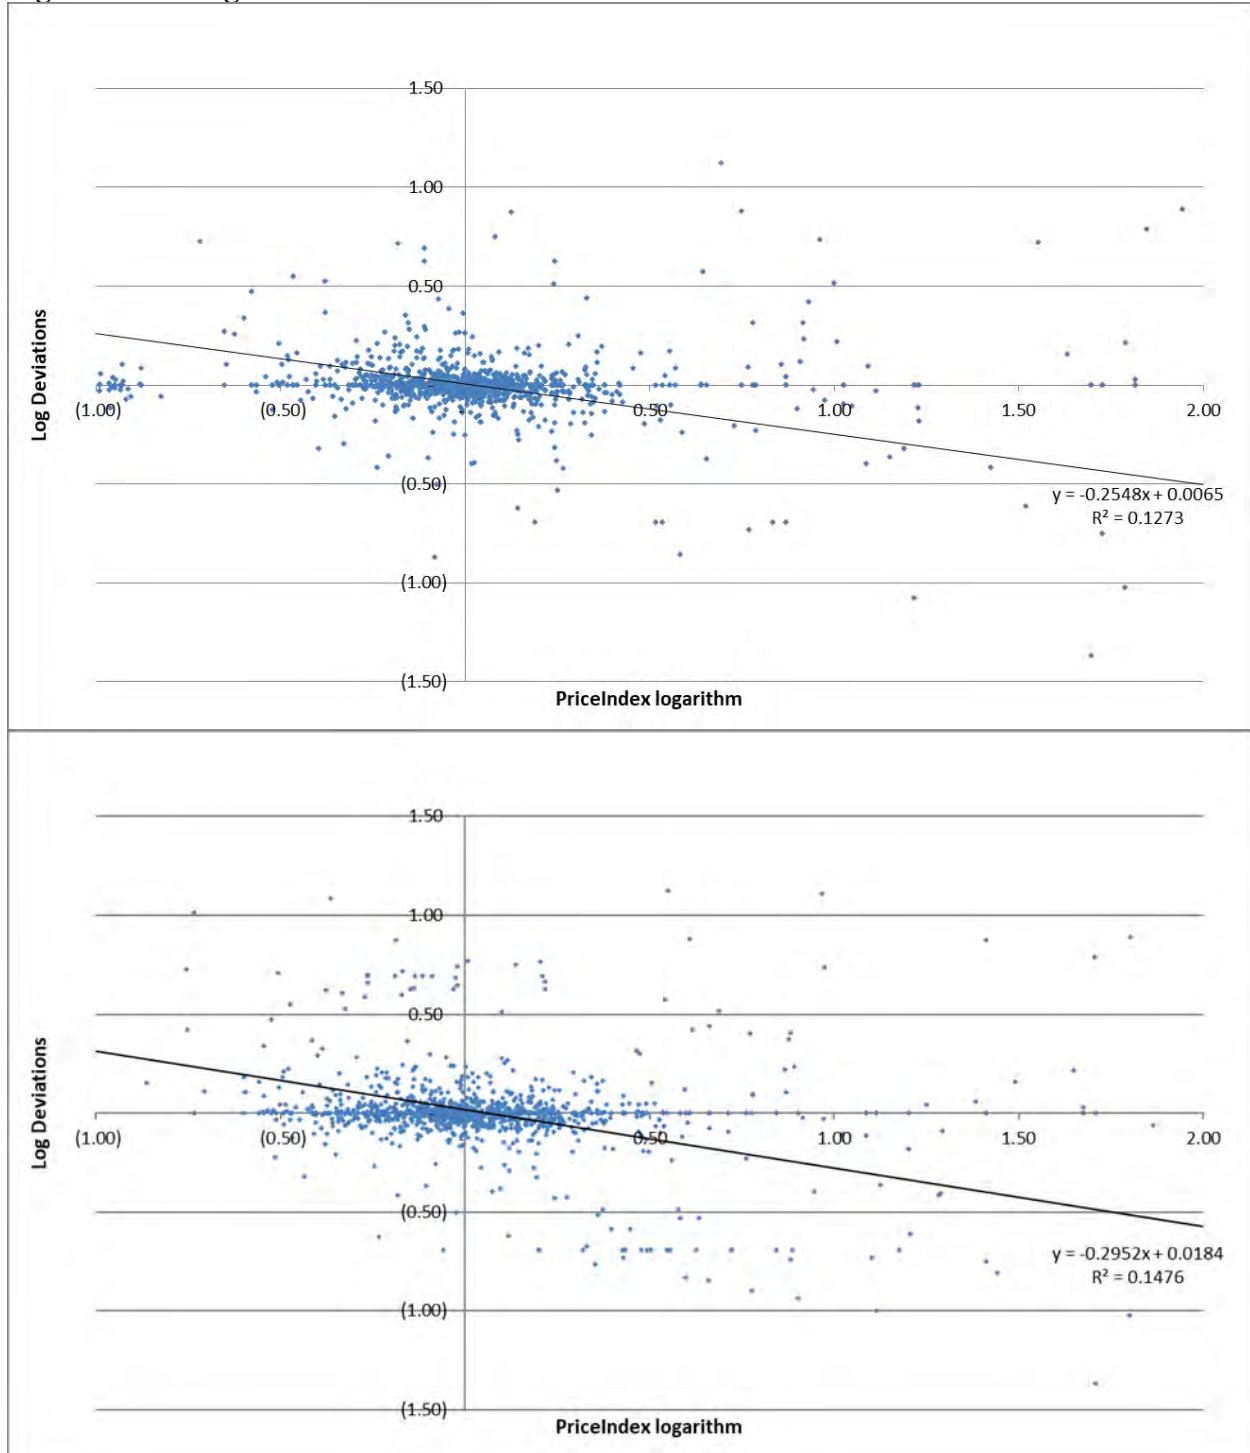 1.50
1.00
0.50
(1.00) (0.50) 0.50 1.00 1.50 2.00
(0.50)
y = -0.2548x + 0.0065
R² = 0.1273
(1.00)
(1.50)
Log Deviations
PriceIndex logarithm
1.50
1.00
0.50
(1.00) (0.50) 0.50 1.00 1.50 2.00
(0.50)
y = -0.2952x + 0.0184
R² = 0.1476
(1.00)
(1.50)
Log Deviations
PriceIndex logarithm